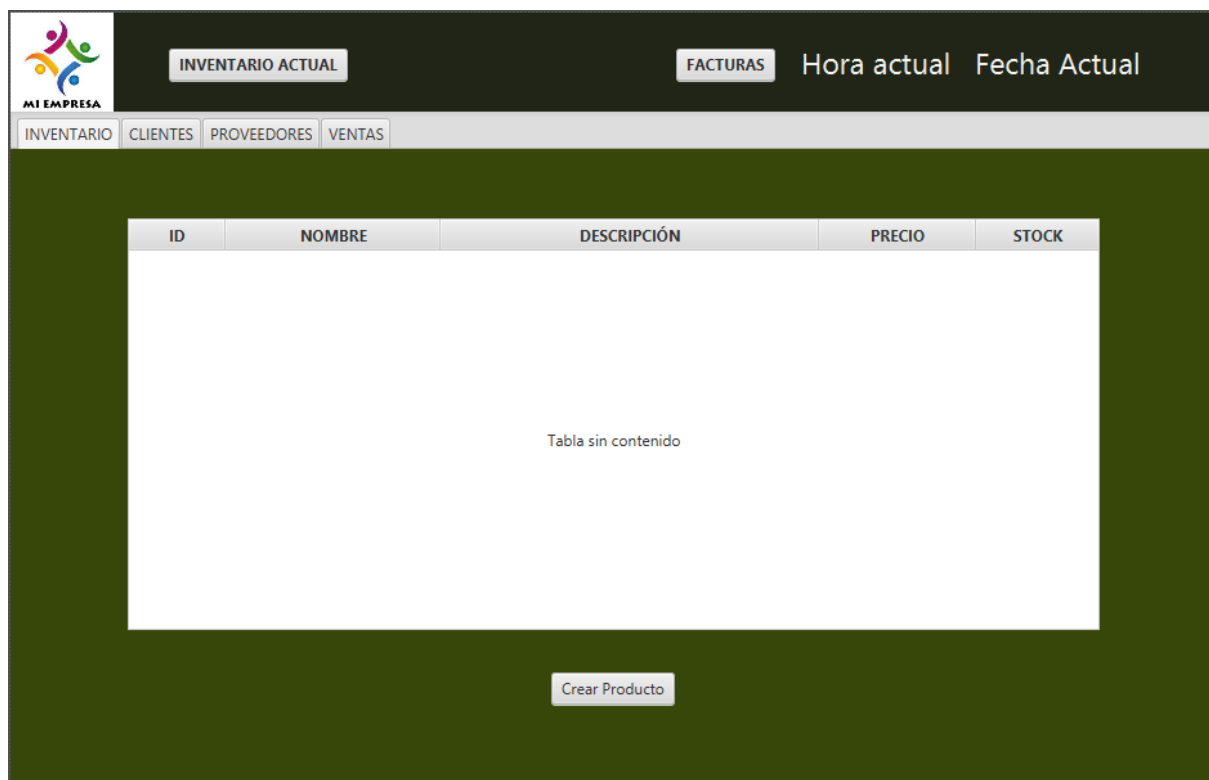 MI EMPRESA
INVENTARIO ACTUAL
FACTURAS
Hora actual
Fecha Actual
INVENTARIO
CLIENTES
PROVEEDORES
VENTAS
ID
NOMBRE
DESCRIPCIÓN
PRECIO
STOCK
Tabla sin contenido
Crear Producto